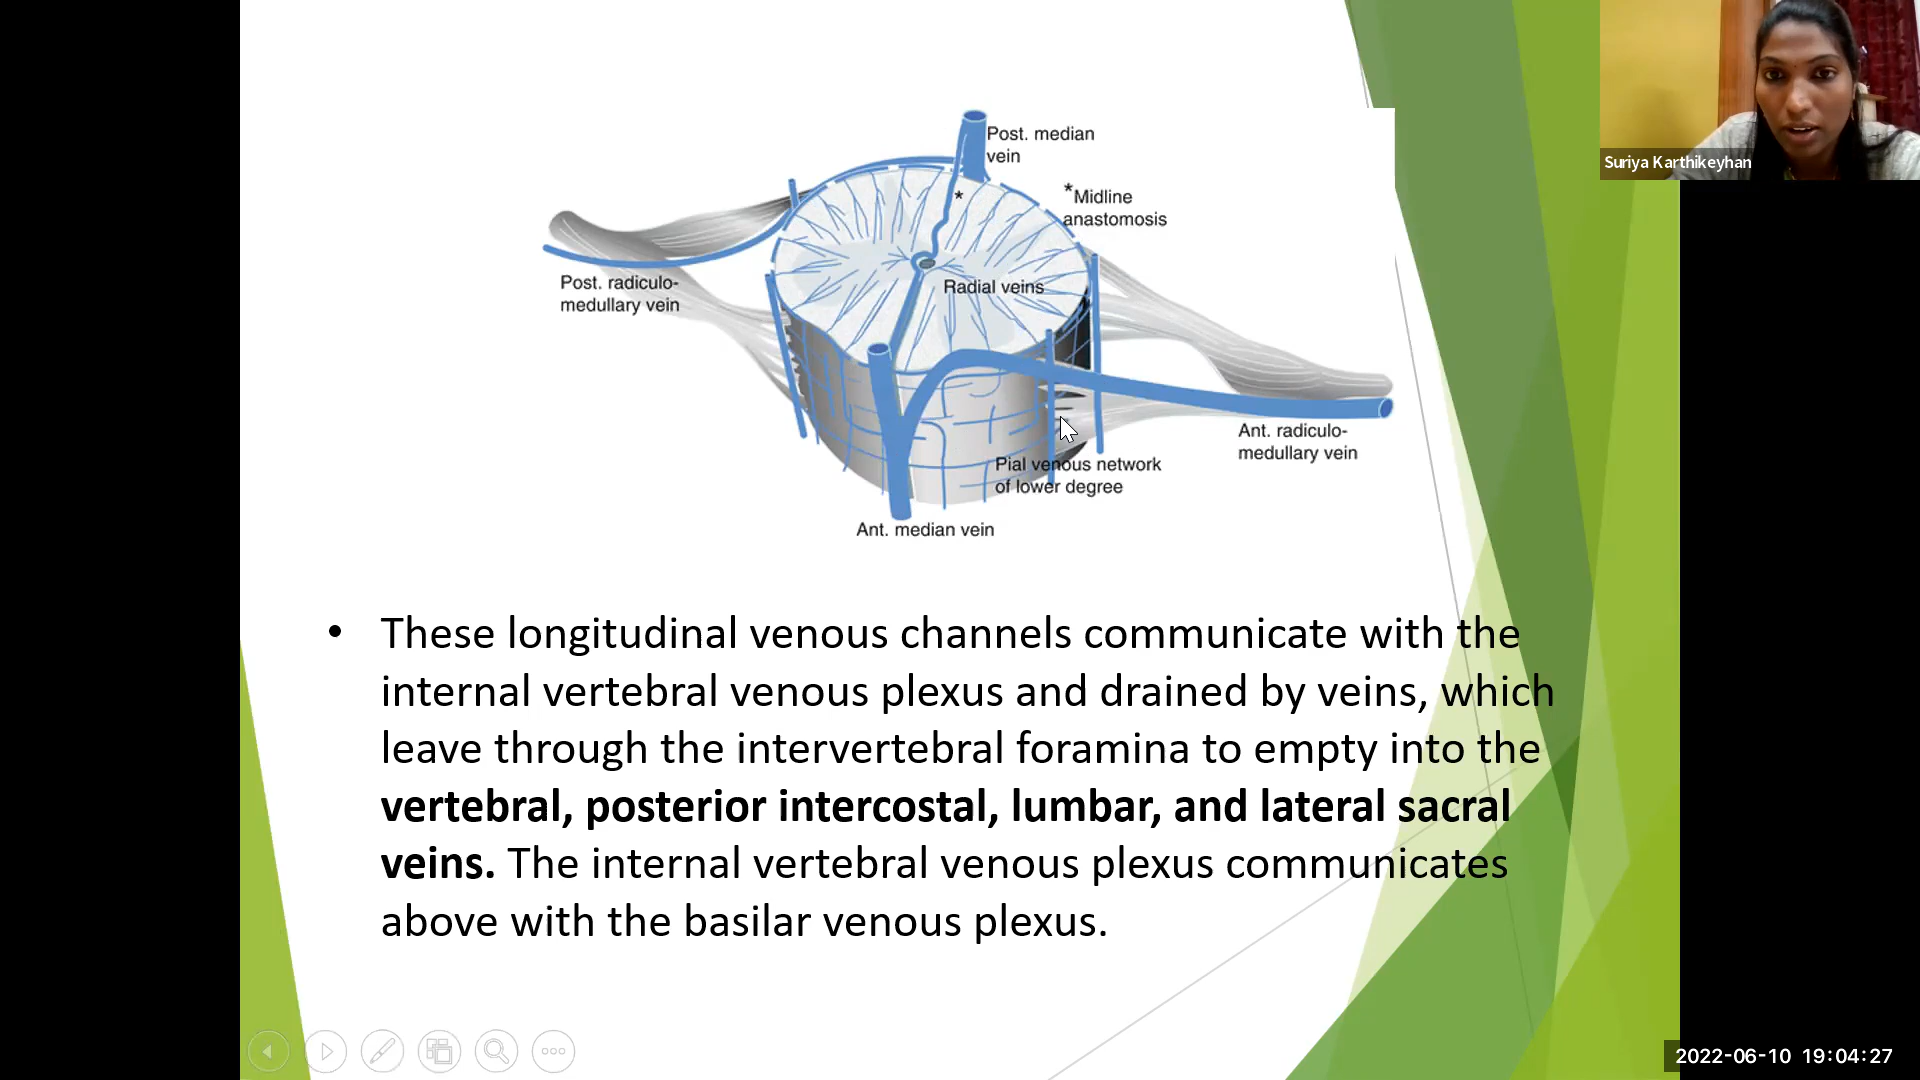 Post. median
vein
*
*Midline
anastomosis
Suriya Karthikeyhan
Post. radiculo-
medullary vein
Radial veins
Ant. radiculo-
medullary vein
Pial venous network
of lower degree
Ant. median vein
• These longitudinal venous channels communicate with the
internal vertebral venous plexus and drained by veins, which
leave through the intervertebral foramina to empty into the
vertebral, posterior intercostal, lumbar, and lateral sacral
veins. The internal vertebral venous plexus communicates
above with the basilar venous plexus.
2022-06-10 19:04:27